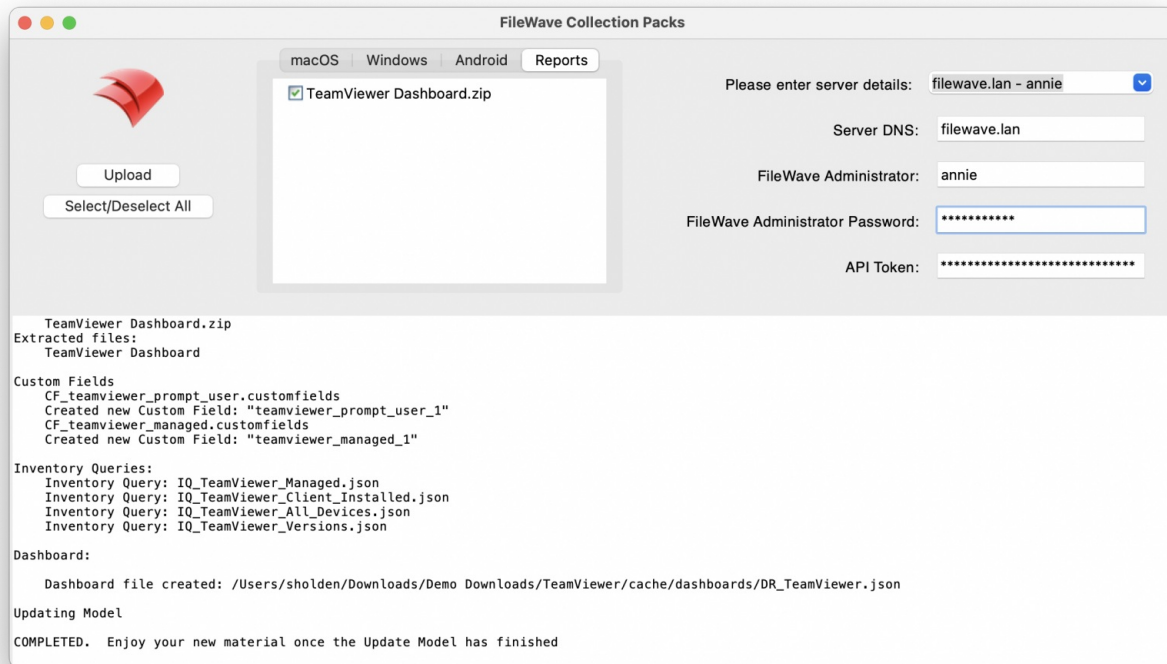 FileWave Collection Packs
macOS Windows Android Reports
TeamViewer Dashboard.zip
Upload
Select/Deselect All
Please enter server details: filewave.lan - annie
Server DNS: filewave.lan
FileWave Administrator: annie
FileWave Administrator Password: ***********
API Token: *****************************
TeamViewer Dashboard.zip
Extracted files:
TeamViewer Dashboard
Custom Fields
CF_teamviewer_prompt_user.customfields
Created new Custom Field: "teamviewer_prompt_user_1"
CF_teamviewer_managed.customfields
Created new Custom Field: "teamviewer_managed_1"
Inventory Queries:
Inventory Query: IQ_TeamViewer_Managed.json
Inventory Query: IQ_TeamViewer_Client_Installed.json
Inventory Query: IQ_TeamViewer_All_Devices.json
Inventory Query: IQ_TeamViewer_Versions.json
Dashboard:
Dashboard file created: /Users/sholden/Downloads/Demo Downloads/TeamViewer/cache/dashboards/DR_TeamViewer.json
Updating Model
COMPLETED.  Enjoy your new material once the Update Model has finished